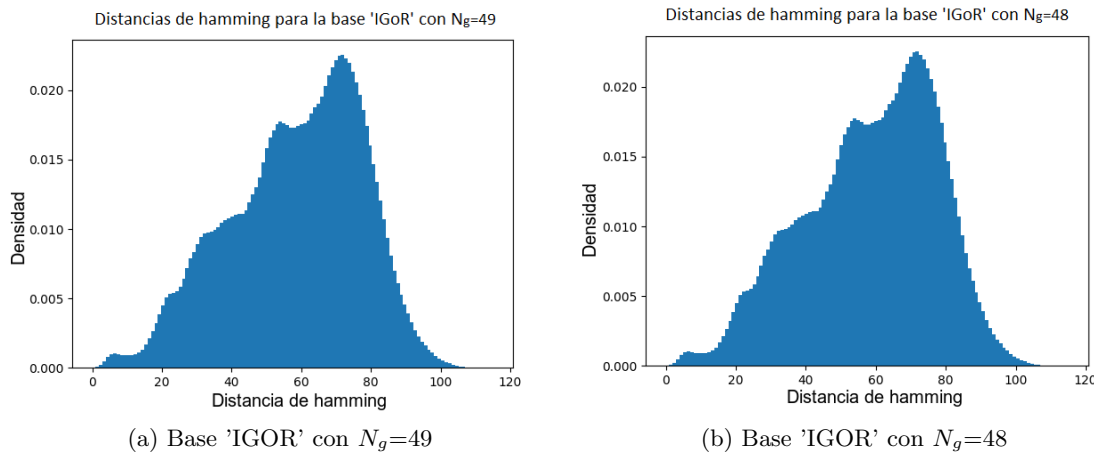 Distancias de hamming para la base 'IGoR' con Ng=49
0.020
0.015
0.010
0.005
0.000
Densidad
0 20 40 60 80 100 120
Distancia de hamming
(a) Base 'IGOR' con Ng=49
Distancias de hamming para la base 'IGoR' con Ng=48
0.020
0.015
0.010
0.005
0.000
Densidad
0 20 40 60 80 100 120
Distancia de hamming
(b) Base 'IGOR' con Ng=48